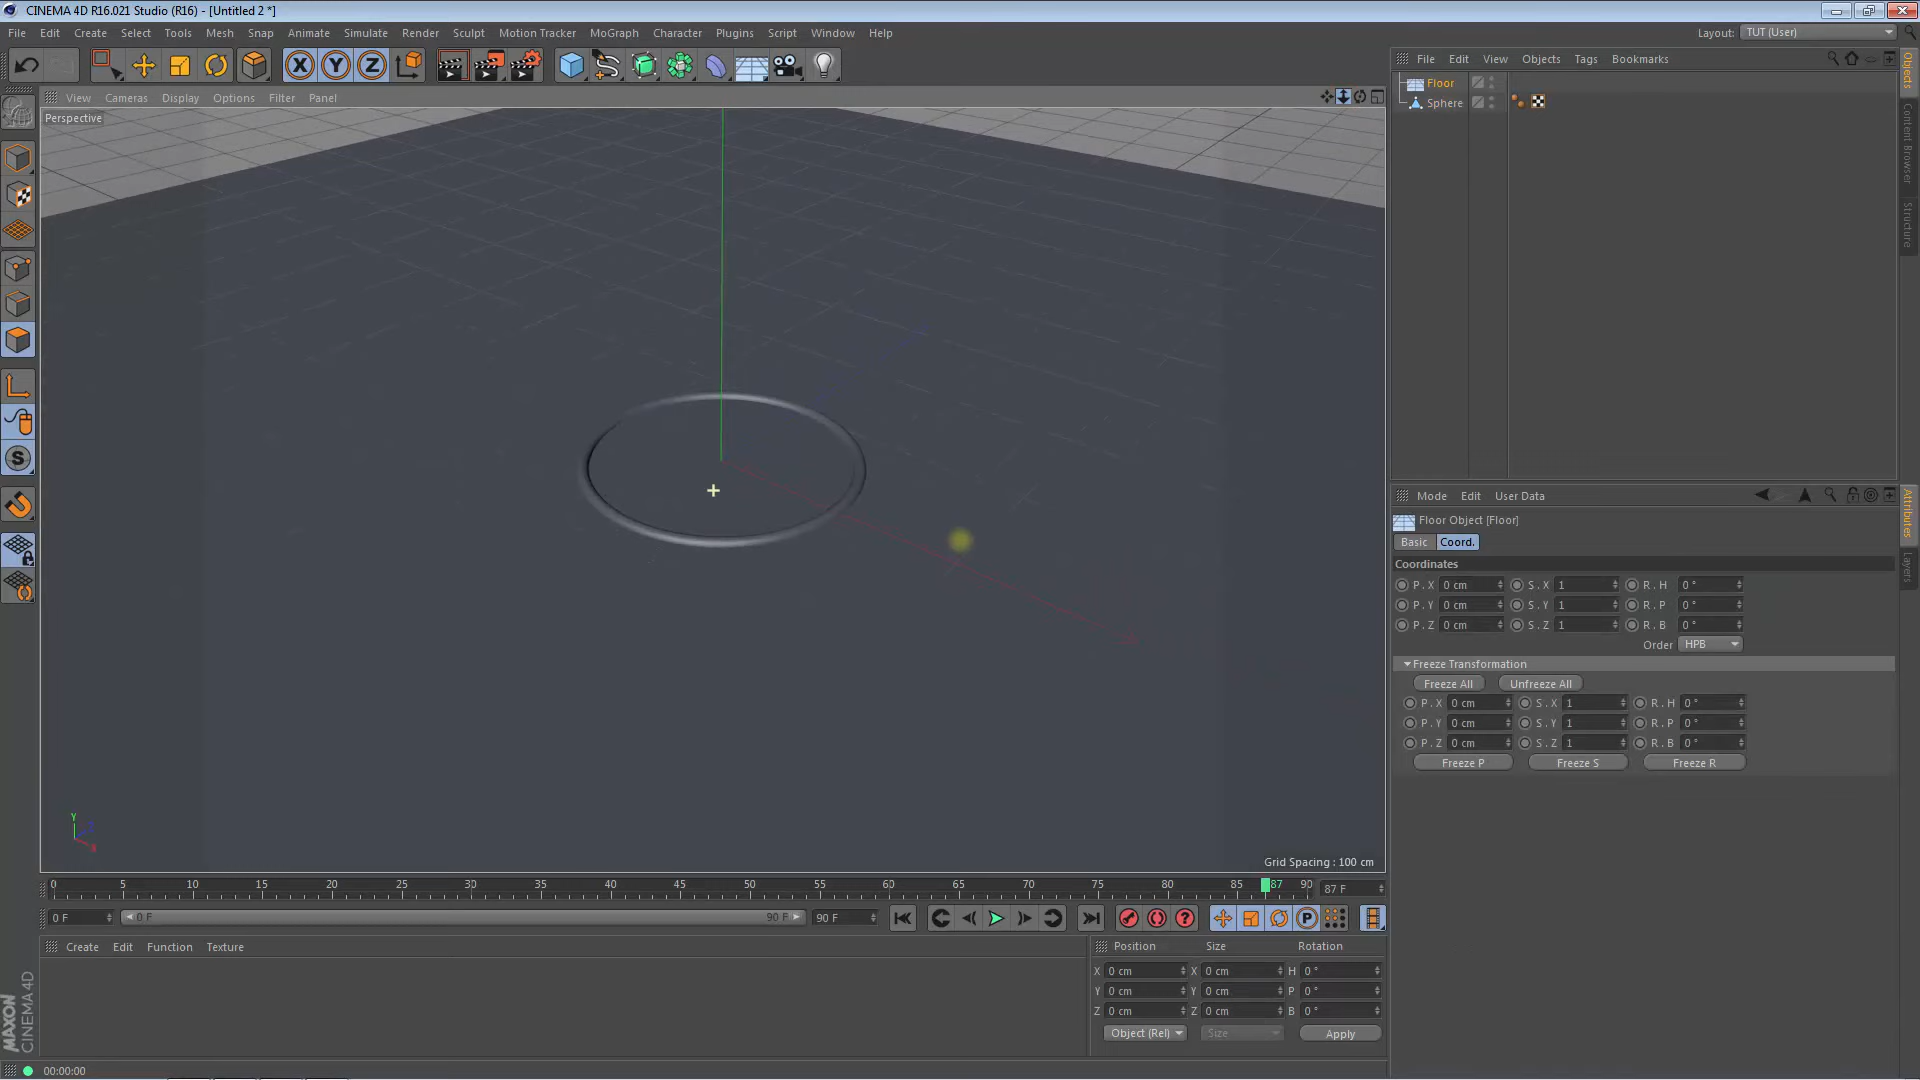 CINEMA 4D R16.021 Studio (R16) - [Untitled 2 *]
File Edit Create Select Tools Mesh Snap Animate Simulate Render Sculpt Motion Tracker MoGraph Character Plugins Script Window Help
Layout: TUT (User)
X Y Z
File Edit View Objects Tags Bookmarks
View Cameras Display Options Filter Panel
Perspective
Floor
Sphere
Objects
Content Browser
Structure
S
Mode Edit User Data
Attributes
Layers
Floor Object [Floor]
Basic Coord.
Coordinates
P . X 0 cm S . X 1 R . H 0 °
P . Y 0 cm S . Y 1 R . P 0 °
P . Z 0 cm S . Z 1 R . B 0 °
Order HPB
Freeze Transformation
Freeze All Unfreeze All
P . X 0 cm S . X 1 R . H 0 °
P . Y 0 cm S . Y 1 R . P 0 °
P . Z 0 cm S . Z 1 R . B 0 °
Freeze P Freeze S Freeze R
Y
Grid Spacing : 100 cm
0 5 10 15 20 25 30 35 40 45 50 55 60 65 70 75 80 85 87 90 87 F
0 F 0 F 90 F 90 F ? P
Create Edit Function Texture
Position Size Rotation
X 0 cm X 0 cm H 0 °
Y 0 cm Y 0 cm P 0 °
Z 0 cm Z 0 cm B 0 °
Object (Rel) Size Apply
MAXON
CINEMA 4D
00:00:00